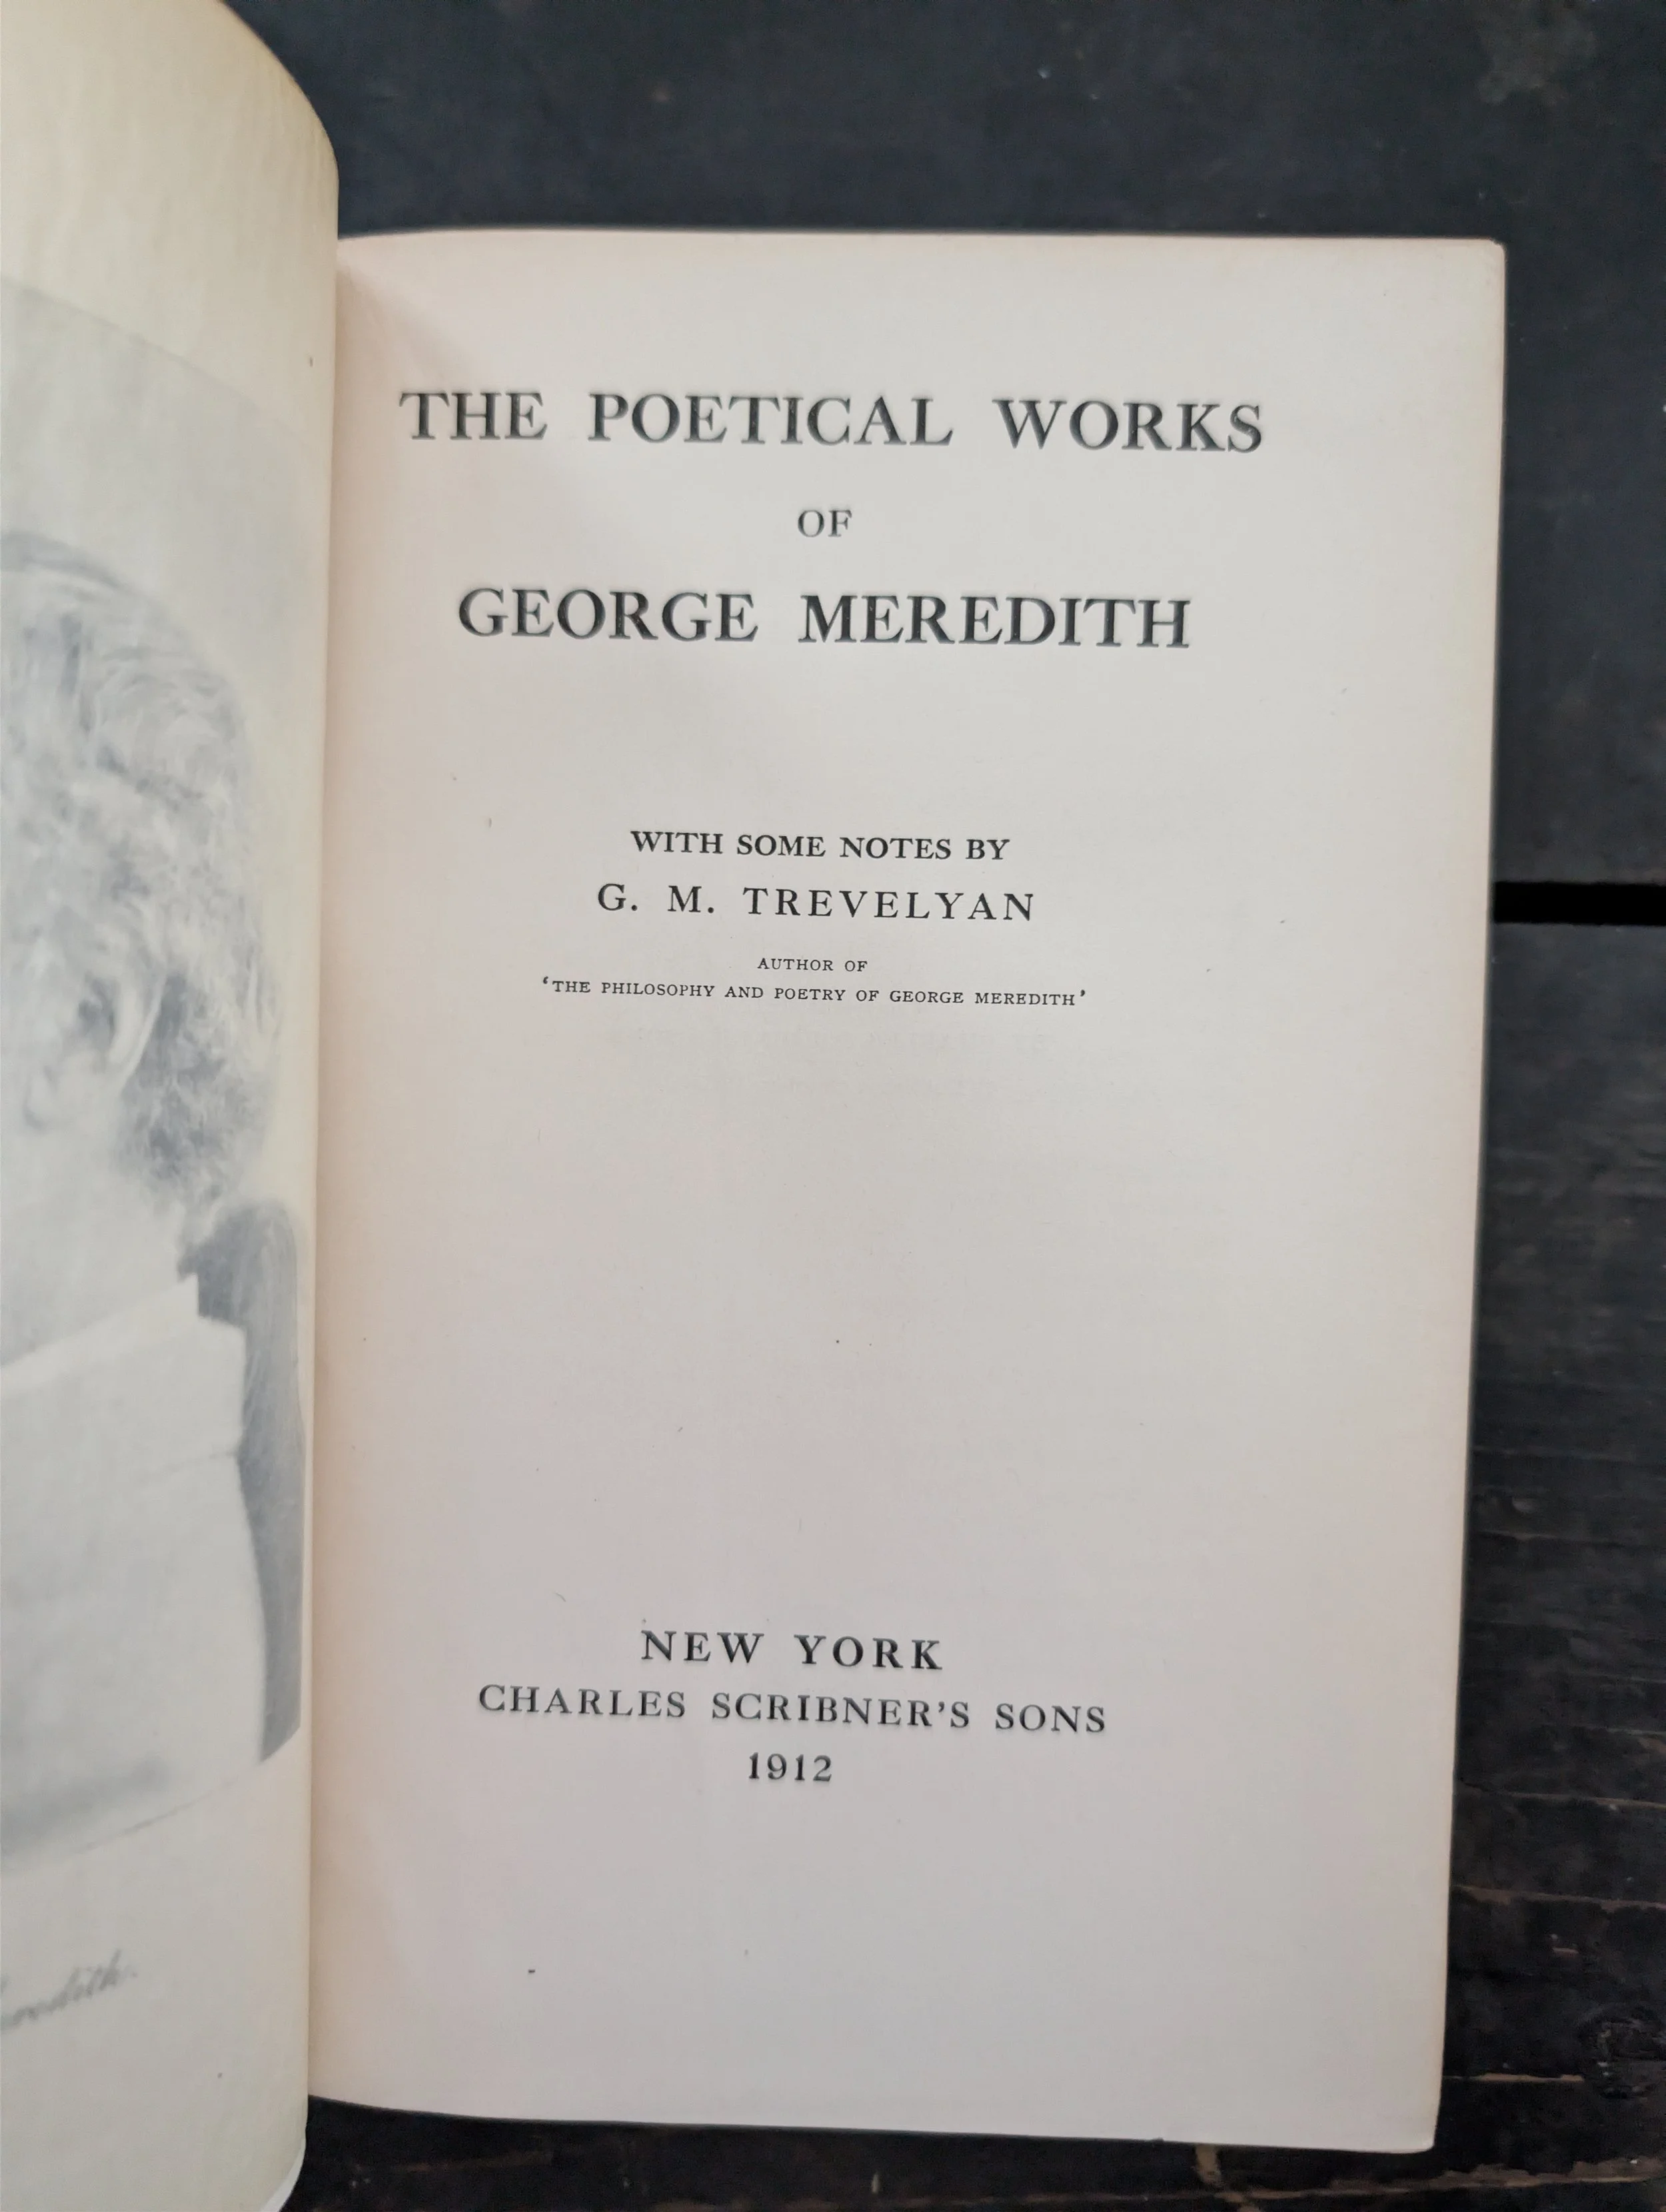 THE POETICAL WORKS
OF
GEORGE MEREDITH
WITH SOME NOTES BY
G. M. TREVELYAN
AUTHOR OF
‘THE PHILOSOPHY AND POETRY OF GEORGE MEREDITH’
NEW YORK
CHARLES SCRIBNER’S SONS
1912